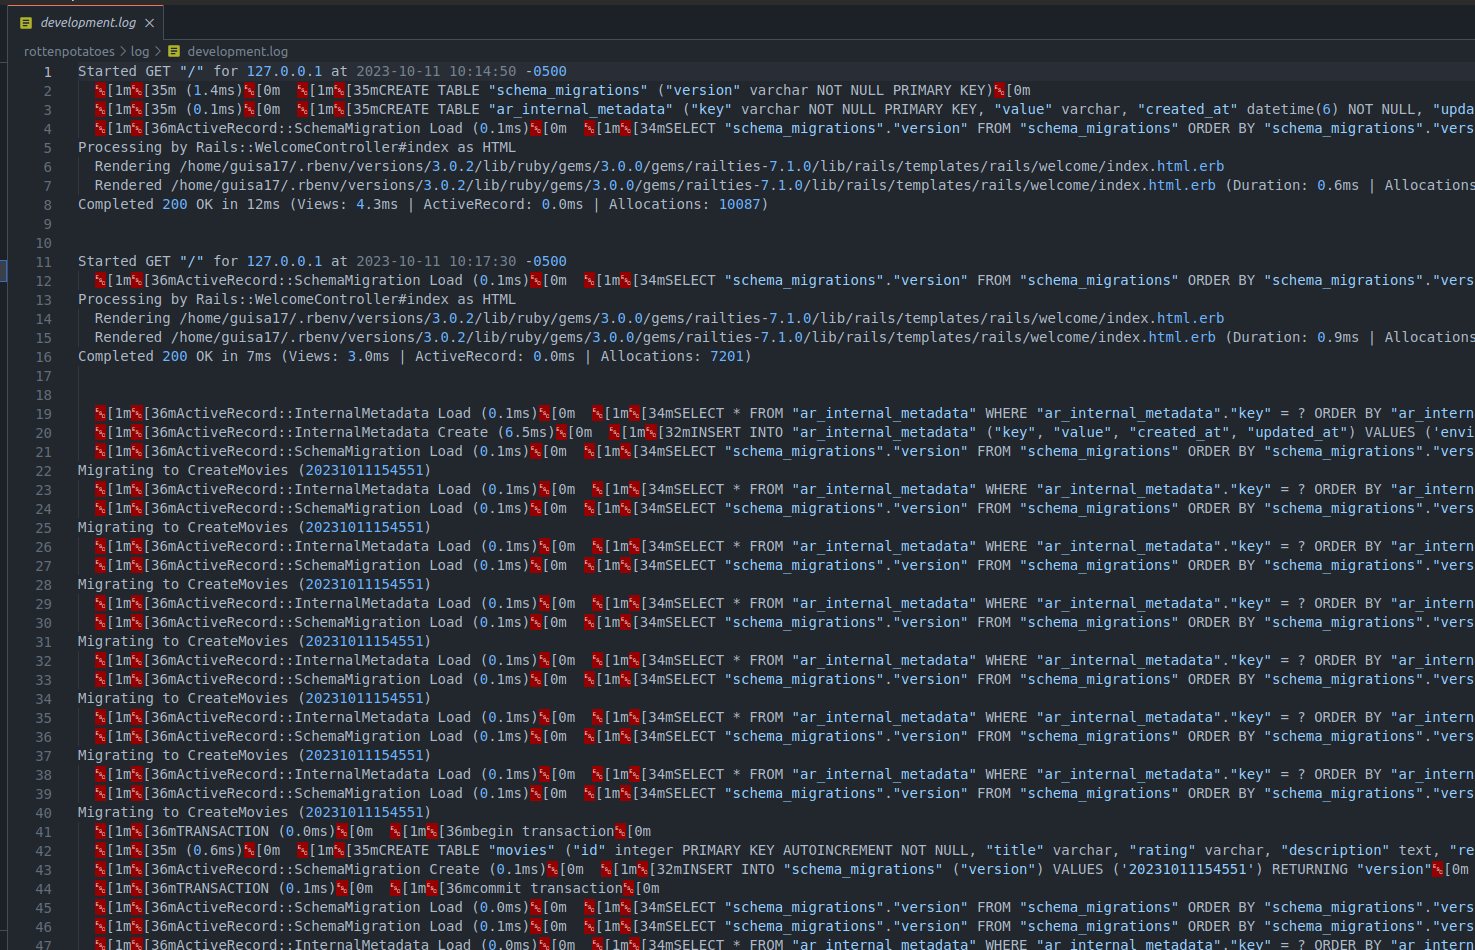 development.log
rottenpotatoes > log > development.log
1 Started GET "/" for 127.0.0.1 at 2023-10-11 10:14:50 -0500
2 [1m[35m (1.4ms)[0m [1m[35mCREATE TABLE "schema_migrations" ("version" varchar NOT NULL PRIMARY KEY)[0m
3 [1m[35m (0.1ms)[0m [1m[35mCREATE TABLE "ar_internal_metadata" ("key" varchar NOT NULL PRIMARY KEY, "value" varchar, "created_at" datetime(6) NOT NULL, "upda
4 [1m[36mActiveRecord::SchemaMigration Load (0.1ms)[0m [1m[34mSELECT "schema_migrations"."version" FROM "schema_migrations" ORDER BY "schema_migrations"."vers
5 Processing by Rails::WelcomeController#index as HTML
6 Rendering /home/guisa17/.rbenv/versions/3.0.2/lib/ruby/gems/3.0.0/gems/railties-7.1.0/lib/rails/templates/rails/welcome/index.html.erb
7 Rendered /home/guisa17/.rbenv/versions/3.0.2/lib/ruby/gems/3.0.0/gems/railties-7.1.0/lib/rails/templates/rails/welcome/index.html.erb (Duration: 0.6ms | Allocations
8 Completed 200 OK in 12ms (Views: 4.3ms | ActiveRecord: 0.0ms | Allocations: 10087)
9
10
11 Started GET "/" for 127.0.0.1 at 2023-10-11 10:17:30 -0500
12 [1m[36mActiveRecord::SchemaMigration Load (0.1ms)[0m [1m[34mSELECT "schema_migrations"."version" FROM "schema_migrations" ORDER BY "schema_migrations"."vers
13 Processing by Rails::WelcomeController#index as HTML
14 Rendering /home/guisa17/.rbenv/versions/3.0.2/lib/ruby/gems/3.0.0/gems/railties-7.1.0/lib/rails/templates/rails/welcome/index.html.erb
15 Rendered /home/guisa17/.rbenv/versions/3.0.2/lib/ruby/gems/3.0.0/gems/railties-7.1.0/lib/rails/templates/rails/welcome/index.html.erb (Duration: 0.9ms | Allocations
16 Completed 200 OK in 7ms (Views: 3.0ms | ActiveRecord: 0.0ms | Allocations: 7201)
17
18
19 [1m[36mActiveRecord::InternalMetadata Load (0.1ms)[0m [1m[34mSELECT * FROM "ar_internal_metadata" WHERE "ar_internal_metadata"."key" = ? ORDER BY "ar_intern
20 [1m[36mActiveRecord::InternalMetadata Create (6.5ms)[0m [1m[32mINSERT INTO "ar_internal_metadata" ("key", "value", "created_at", "updated_at") VALUES ('envi
21 [1m[36mActiveRecord::SchemaMigration Load (0.1ms)[0m [1m[34mSELECT "schema_migrations"."version" FROM "schema_migrations" ORDER BY "schema_migrations"."vers
22 Migrating to CreateMovies (20231011154551)
23 [1m[36mActiveRecord::InternalMetadata Load (0.1ms)[0m [1m[34mSELECT * FROM "ar_internal_metadata" WHERE "ar_internal_metadata"."key" = ? ORDER BY "ar_intern
24 [1m[36mActiveRecord::SchemaMigration Load (0.1ms)[0m [1m[34mSELECT "schema_migrations"."version" FROM "schema_migrations" ORDER BY "schema_migrations"."vers
25 Migrating to CreateMovies (20231011154551)
26 [1m[36mActiveRecord::InternalMetadata Load (0.1ms)[0m [1m[34mSELECT * FROM "ar_internal_metadata" WHERE "ar_internal_metadata"."key" = ? ORDER BY "ar_intern
27 [1m[36mActiveRecord::SchemaMigration Load (0.1ms)[0m [1m[34mSELECT "schema_migrations"."version" FROM "schema_migrations" ORDER BY "schema_migrations"."vers
28 Migrating to CreateMovies (20231011154551)
29 [1m[36mActiveRecord::InternalMetadata Load (0.1ms)[0m [1m[34mSELECT * FROM "ar_internal_metadata" WHERE "ar_internal_metadata"."key" = ? ORDER BY "ar_intern
30 [1m[36mActiveRecord::SchemaMigration Load (0.1ms)[0m [1m[34mSELECT "schema_migrations"."version" FROM "schema_migrations" ORDER BY "schema_migrations"."vers
31 Migrating to CreateMovies (20231011154551)
32 [1m[36mActiveRecord::InternalMetadata Load (0.1ms)[0m [1m[34mSELECT * FROM "ar_internal_metadata" WHERE "ar_internal_metadata"."key" = ? ORDER BY "ar_intern
33 [1m[36mActiveRecord::SchemaMigration Load (0.1ms)[0m [1m[34mSELECT "schema_migrations"."version" FROM "schema_migrations" ORDER BY "schema_migrations"."vers
34 Migrating to CreateMovies (20231011154551)
35 [1m[36mActiveRecord::InternalMetadata Load (0.1ms)[0m [1m[34mSELECT * FROM "ar_internal_metadata" WHERE "ar_internal_metadata"."key" = ? ORDER BY "ar_intern
36 [1m[36mActiveRecord::SchemaMigration Load (0.1ms)[0m [1m[34mSELECT "schema_migrations"."version" FROM "schema_migrations" ORDER BY "schema_migrations"."vers
37 Migrating to CreateMovies (20231011154551)
38 [1m[36mActiveRecord::InternalMetadata Load (0.1ms)[0m [1m[34mSELECT * FROM "ar_internal_metadata" WHERE "ar_internal_metadata"."key" = ? ORDER BY "ar_intern
39 [1m[36mActiveRecord::SchemaMigration Load (0.1ms)[0m [1m[34mSELECT "schema_migrations"."version" FROM "schema_migrations" ORDER BY "schema_migrations"."vers
40 Migrating to CreateMovies (20231011154551)
41 [1m[36mTRANSACTION (0.0ms)[0m [1m[36mbegin transaction[0m
42 [1m[35m (0.6ms)[0m [1m[35mCREATE TABLE "movies" ("id" integer PRIMARY KEY AUTOINCREMENT NOT NULL, "title" varchar, "rating" varchar, "description" text, "re
43 [1m[36mActiveRecord::SchemaMigration Create (0.1ms)[0m [1m[32mINSERT INTO "schema_migrations" ("version") VALUES ('20231011154551') RETURNING "version"[0m
44 [1m[36mTRANSACTION (0.1ms)[0m [1m[36mcommit transaction[0m
45 [1m[36mActiveRecord::SchemaMigration Load (0.0ms)[0m [1m[34mSELECT "schema_migrations"."version" FROM "schema_migrations" ORDER BY "schema_migrations"."vers
46 [1m[36mActiveRecord::SchemaMigration Load (0.1ms)[0m [1m[34mSELECT "schema_migrations"."version" FROM "schema_migrations" ORDER BY "schema_migrations"."vers
47 [1m[36mActiveRecord::InternalMetadata Load (0.0ms)[0m [1m[34mSELECT * FROM "ar_internal_metadata" WHERE "ar_internal_metadata"."key" = ? ORDER BY "ar_intern